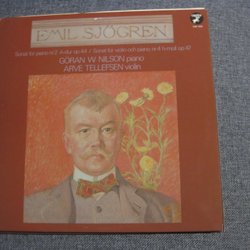 EMIL SJÖGREN
Sonat för piano nr 2 A-dur op 44 / Sonat för violin och piano nr 4 h-moll op 47
GÖRAN W NILSON piano
ARVE TELLEFSEN violin